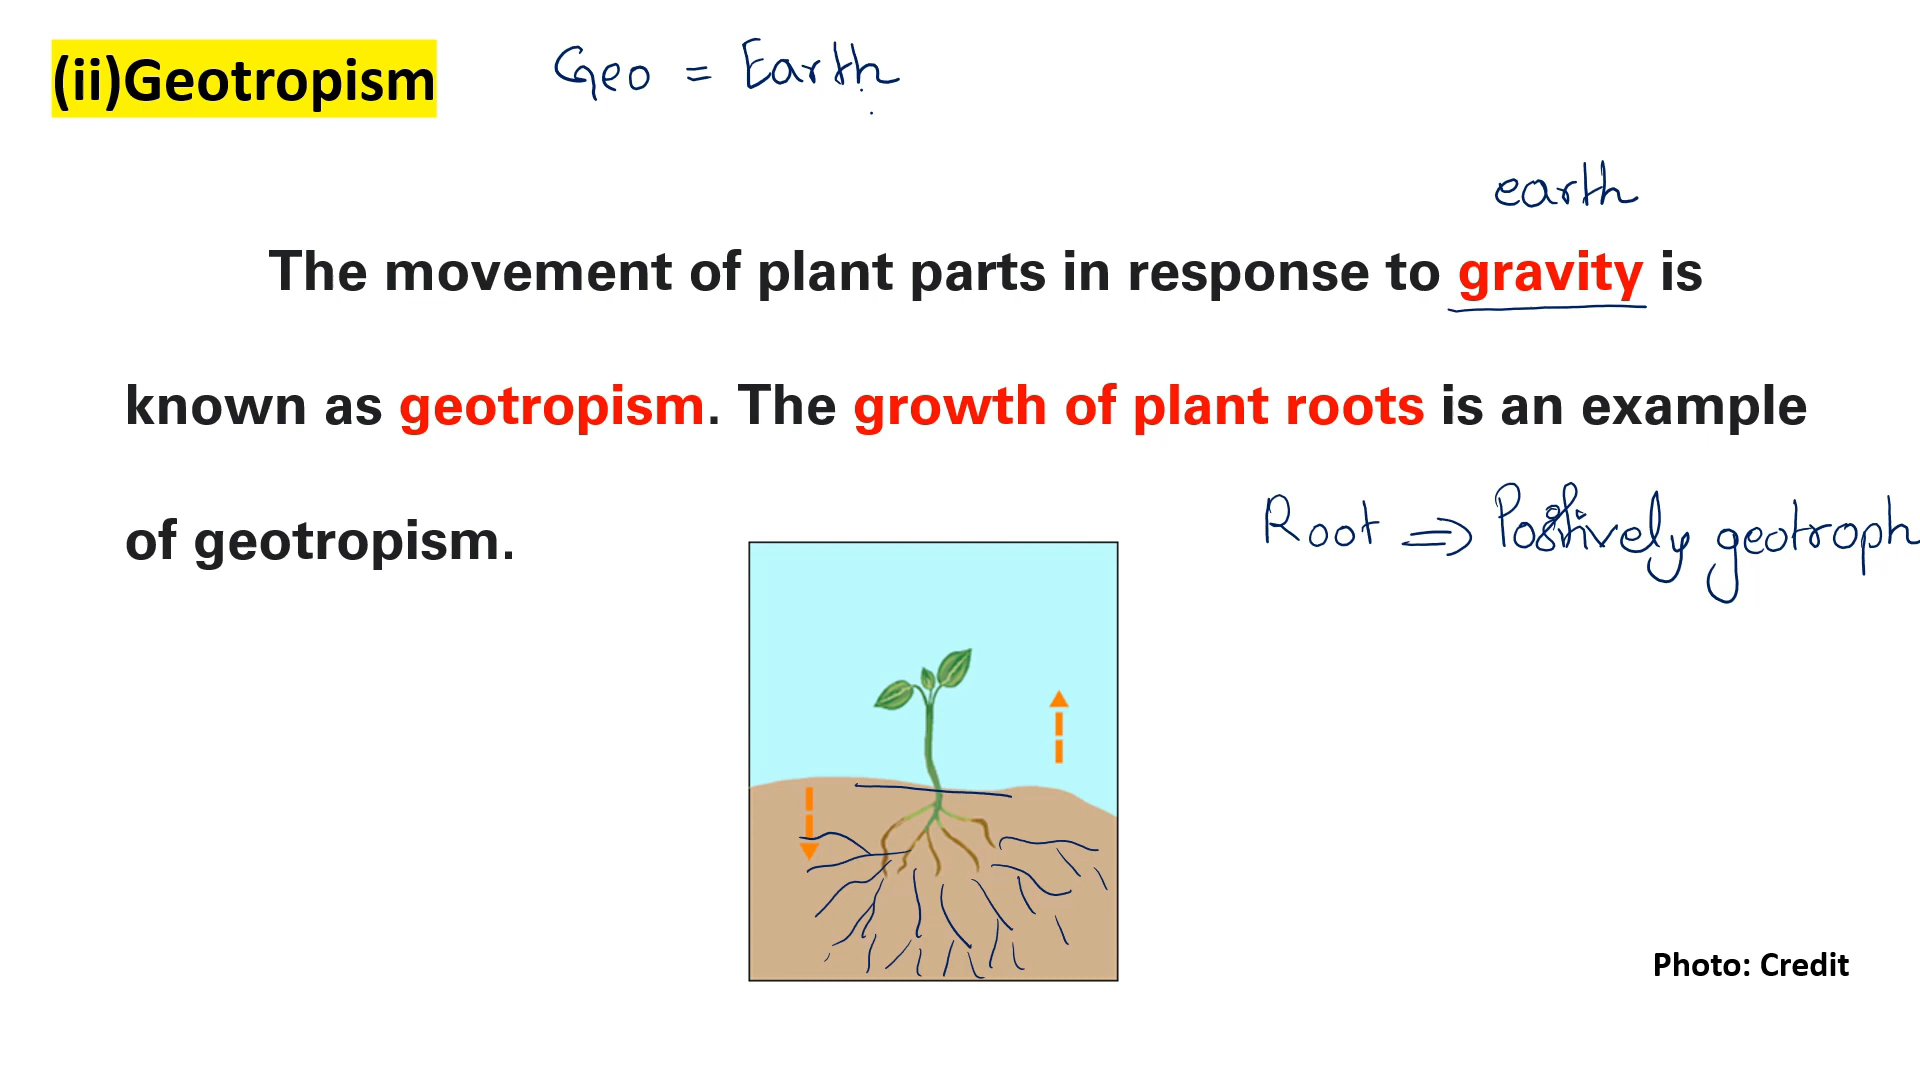 (ii)Geotropism
Geo = Earth
earth
The movement of plant parts in response to gravity is
known as geotropism. The growth of plant roots is an example
of geotropism.
Root ⇒ Positively geotroph
Photo: Credit